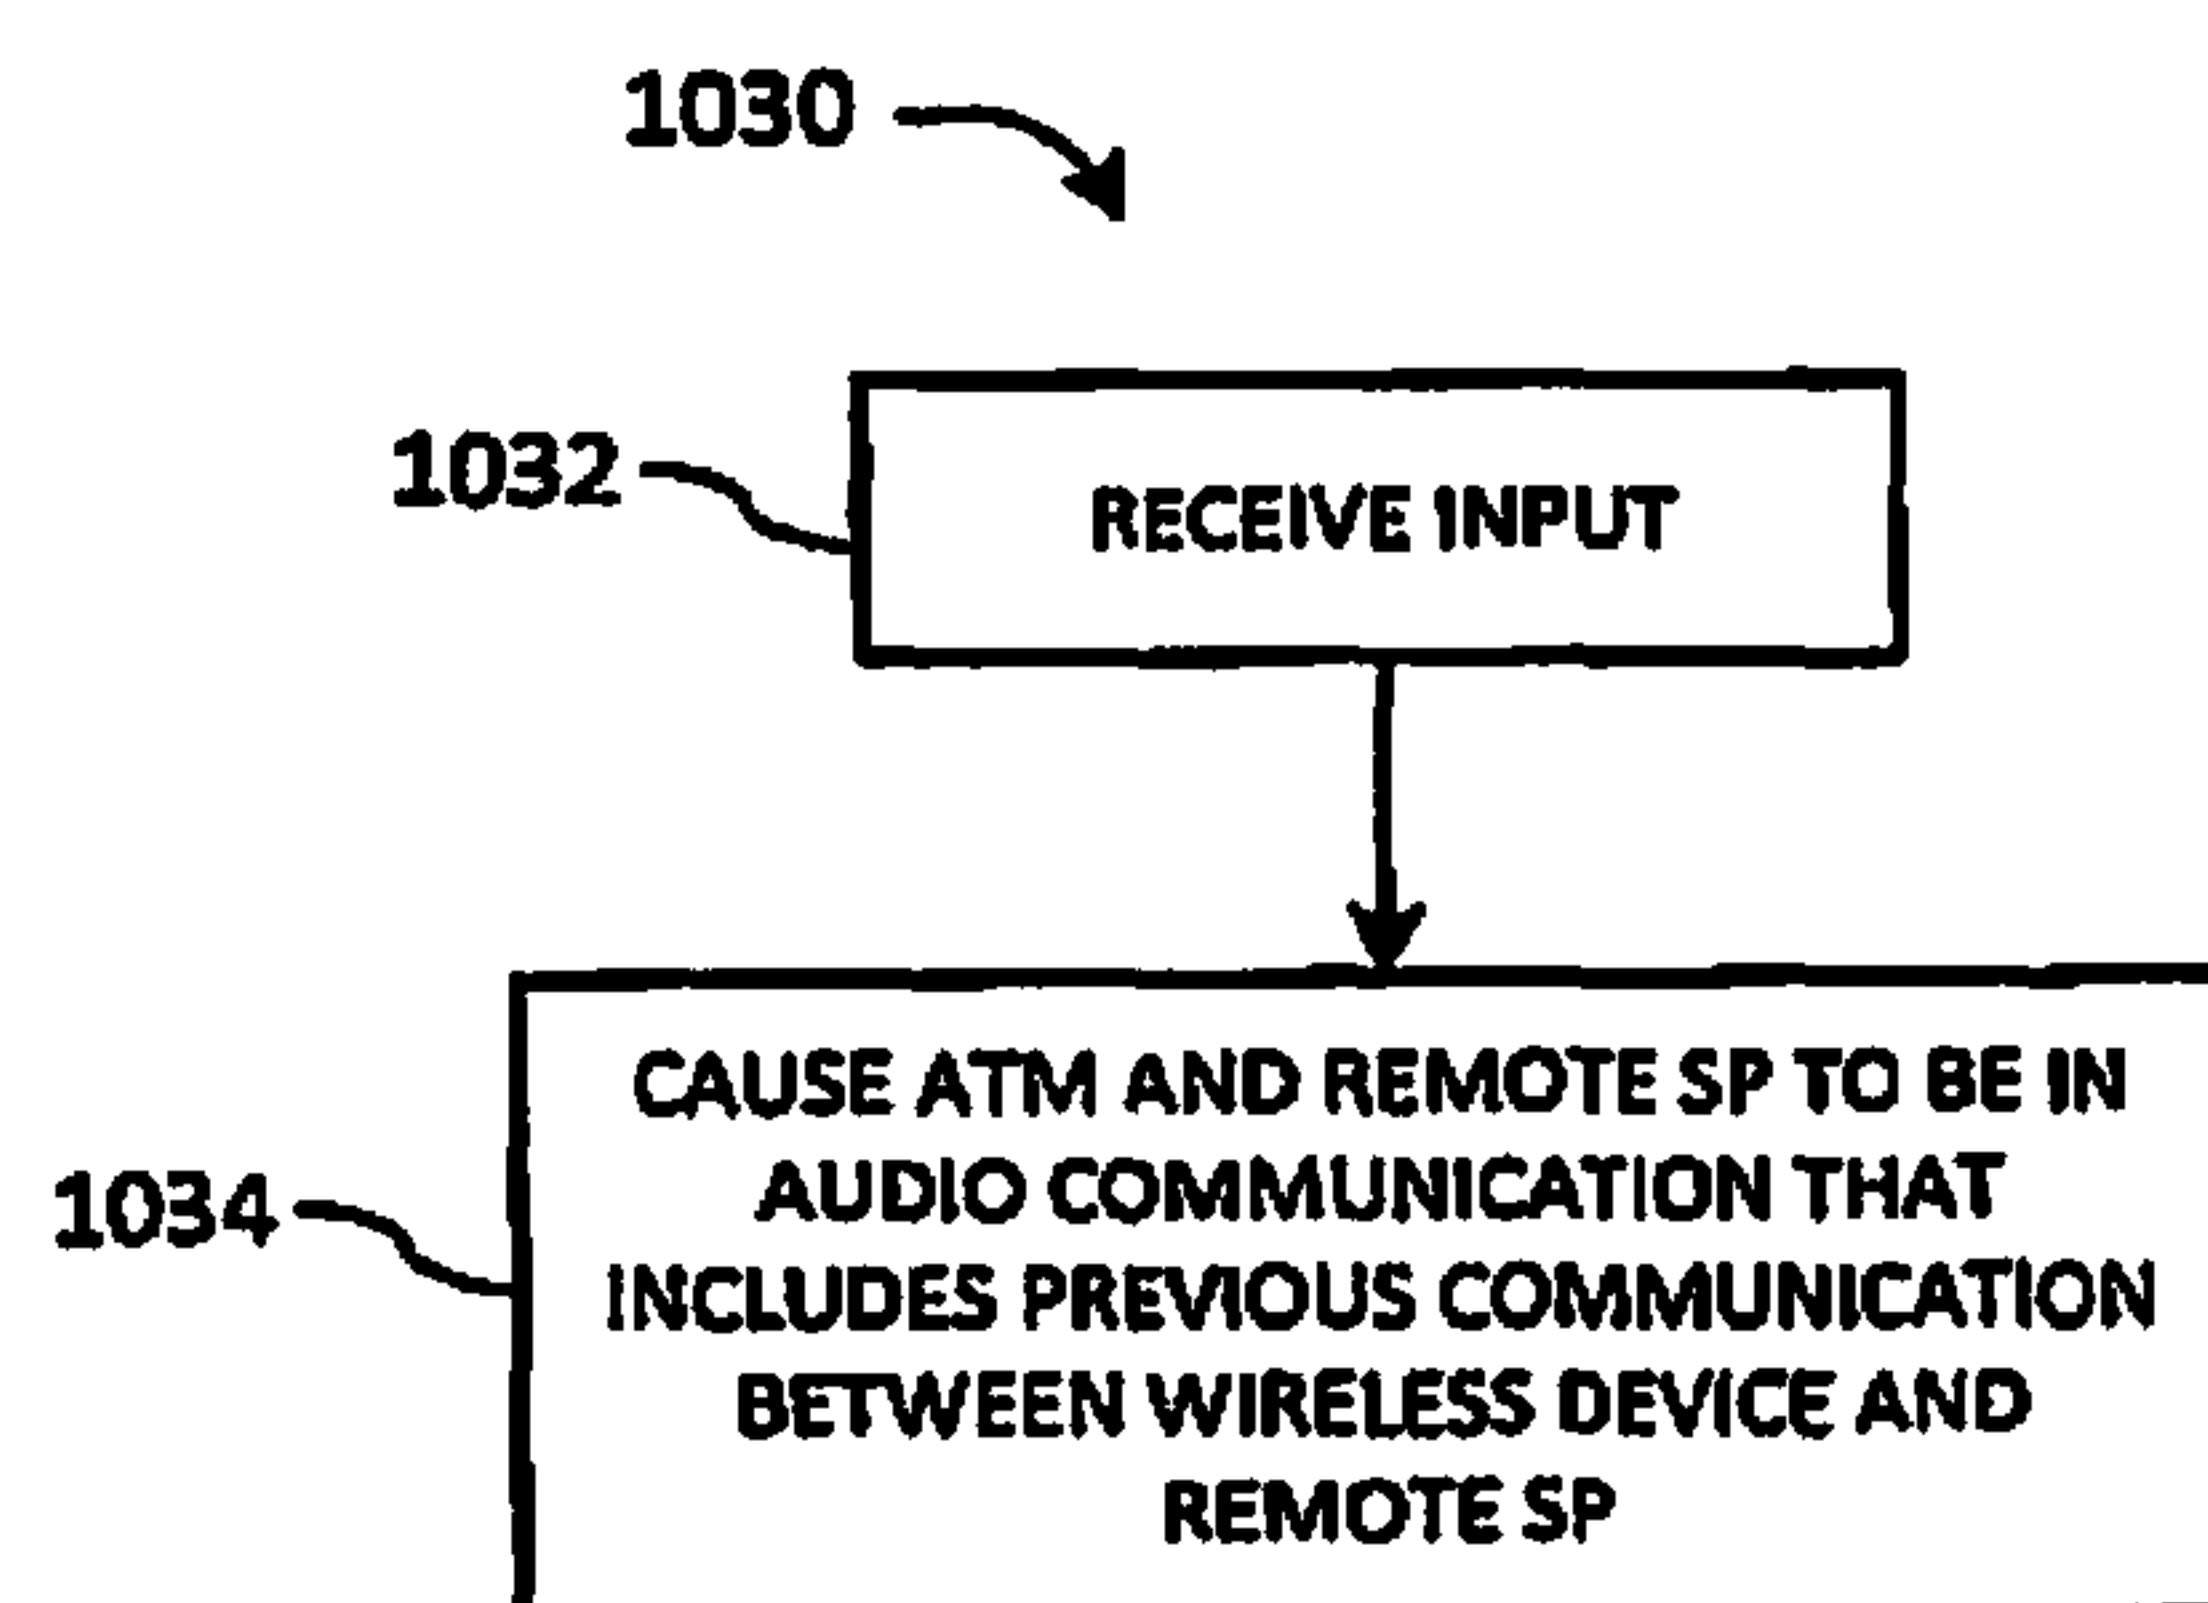 1030
1032
RECEIVE INPUT
CAUSE ATM AND REMOTE SP TO BE IN
AUDIO COMMUNICATION THAT
1034
INCLUDES PREVIOUS COMMUNICATION
BETWEEN WIRELESS DEVICE AND
REMOTE SP